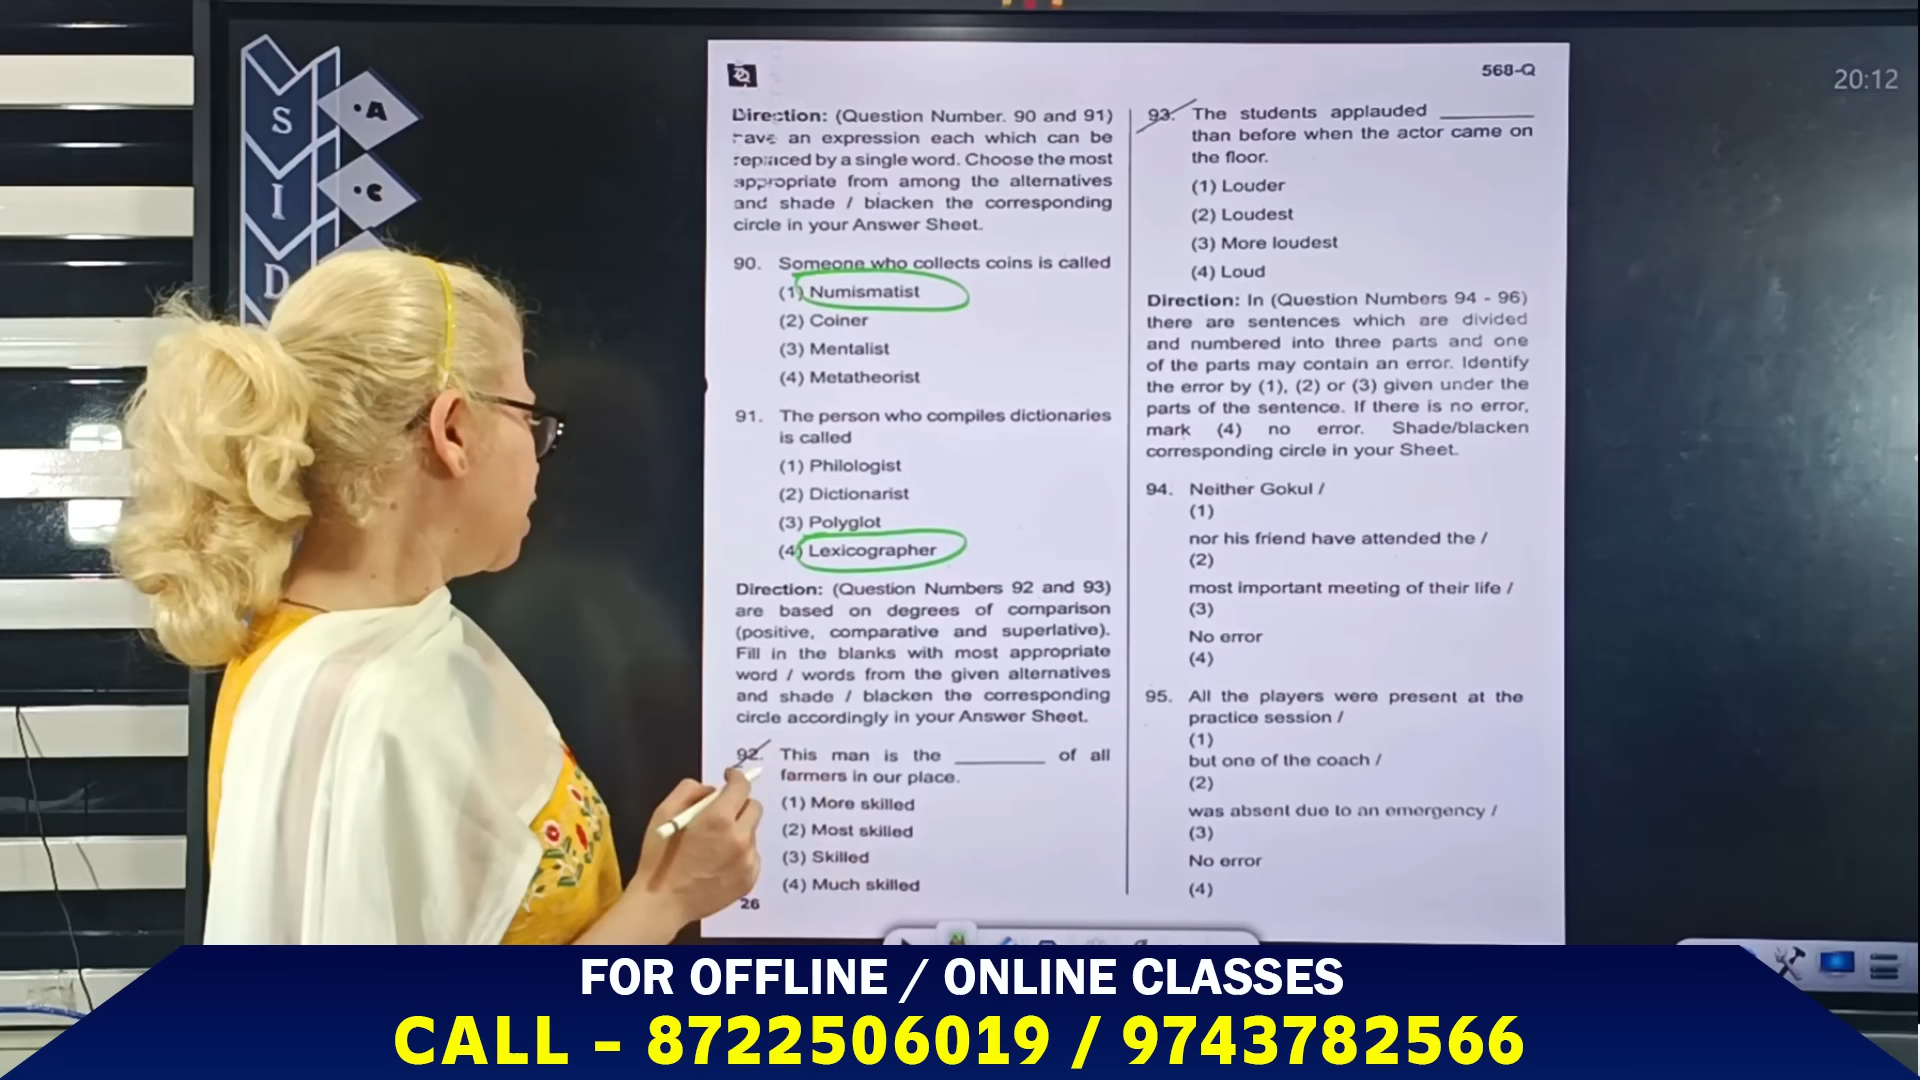 S
I
D
•A
•C
20:12
568-Q
Direction: (Question Number. 90 and 91)
have an expression each which can be
replaced by a single word. Choose the most
appropriate from among the alternatives
and shade / blacken the corresponding
circle in your Answer Sheet.
90. Someone who collects coins is called
(1) Numismatist
(2) Coiner
(3) Mentalist
(4) Metatheorist
91. The person who compiles dictionaries
is called
(1) Philologist
(2) Dictionarist
(3) Polyglot
(4) Lexicographer
Direction: (Question Numbers 92 and 93)
are based on degrees of comparison
(positive, comparative and superlative).
Fill in the blanks with most appropriate
word / words from the given alternatives
and shade / blacken the corresponding
circle accordingly in your Answer Sheet.
92. This man is the ________ of all
farmers in our place.
(1) More skilled
(2) Most skilled
(3) Skilled
(4) Much skilled
26
93. The students applauded ________
than before when the actor came on
the floor.
(1) Louder
(2) Loudest
(3) More loudest
(4) Loud
Direction: In (Question Numbers 94 - 96)
there are sentences which are divided
and numbered into three parts and one
of the parts may contain an error. Identify
the error by (1), (2) or (3) given under the
parts of the sentence. If there is no error,
mark (4) no error. Shade/blacken
corresponding circle in your Sheet.
94. Neither Gokul /
(1)
nor his friend have attended the /
(2)
most important meeting of their life /
(3)
No error
(4)
95. All the players were present at the
practice session /
(1)
but one of the coach /
(2)
was absent due to an emergency /
(3)
No error
(4)
FOR OFFLINE / ONLINE CLASSES
CALL – 8722506019 / 9743782566